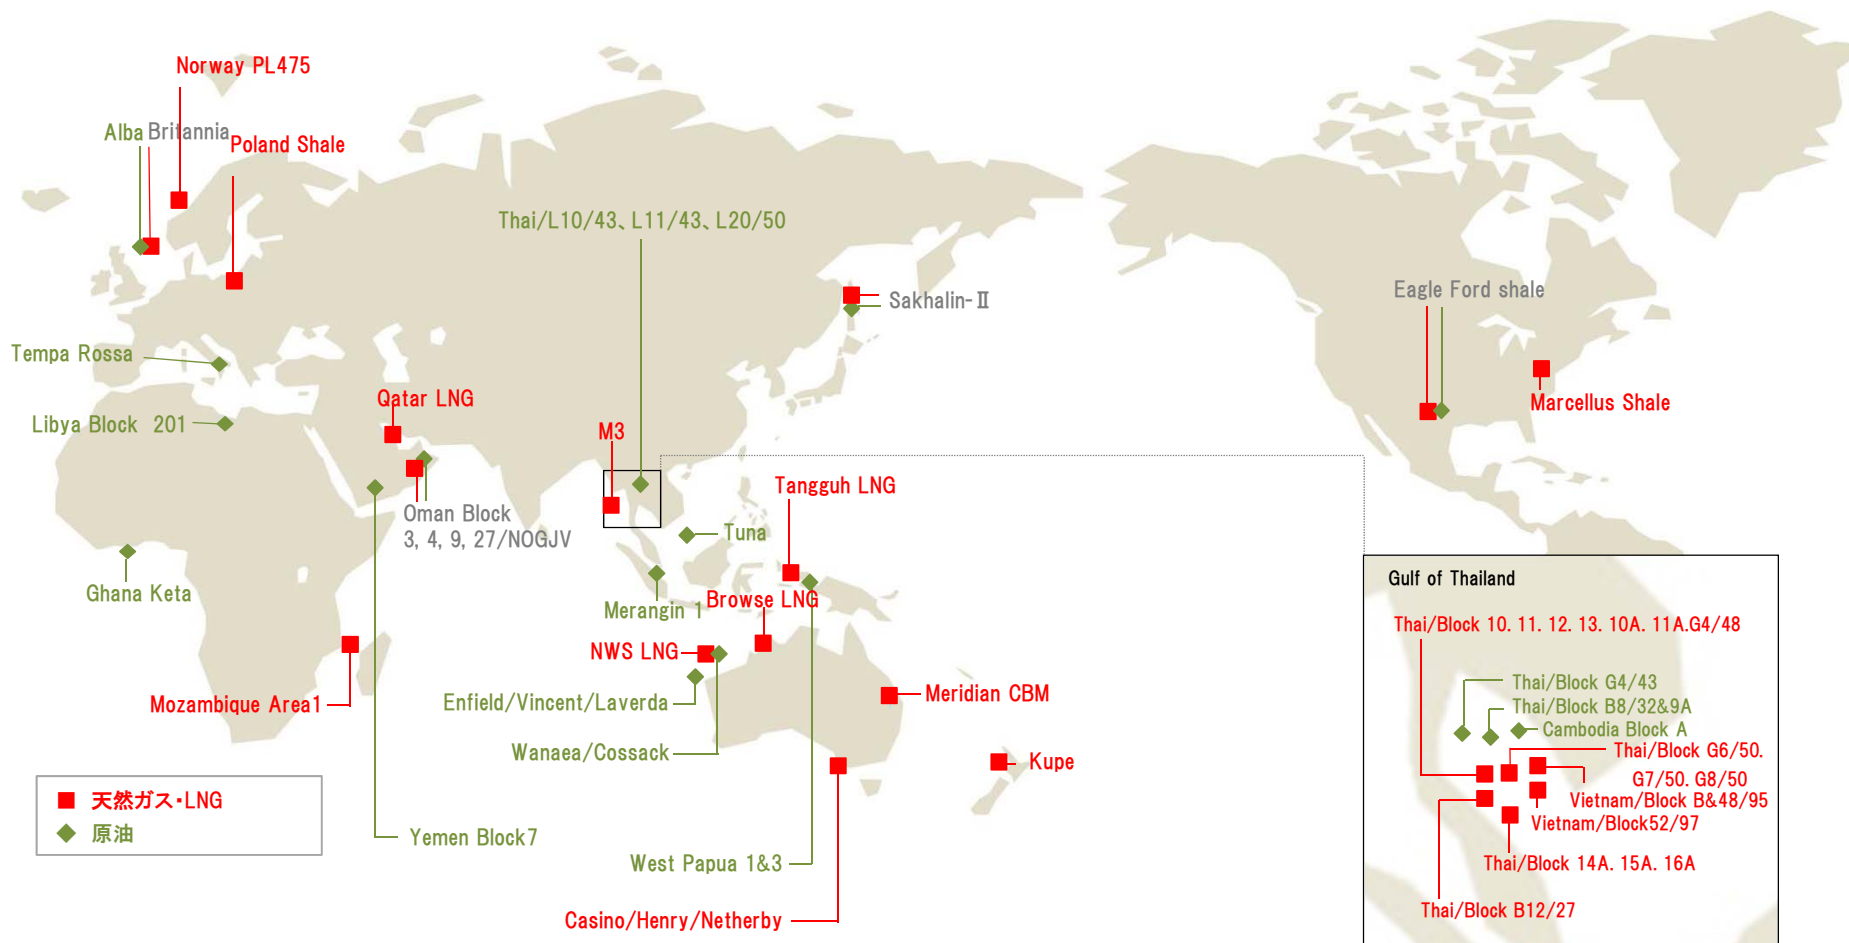 Norway PL475
Alba Britannia
Poland Shale
Thai/L10/43、L11/43、L20/50
Sakhalin-Ⅱ
Eagle Ford shale
Tempa Rossa
Qatar LNG
Marcellus Shale
Libya Block 201
M3
Tangguh LNG
Oman Block
3, 4, 9, 27/NOGJV
Tuna
Ghana Keta
Merangin 1
Browse LNG
NWS LNG
Mozambique Area1
Enfield/Vincent/Laverda
Meridian CBM
Wanaea/Cossack
Kupe
天然ガス・LNG
原油
Yemen Block7
West Papua 1&3
Casino/Henry/Netherby
Gulf of Thailand
Thai/Block 10. 11. 12. 13. 10A. 11A.G4/48
Thai/Block G4/43
Thai/Block B8/32&9A
Cambodia Block A
Thai/Block G6/50.
G7/50. G8/50
Vietnam/Block B&48/95
Vietnam/Block52/97
Thai/Block 14A. 15A. 16A
Thai/Block B12/27